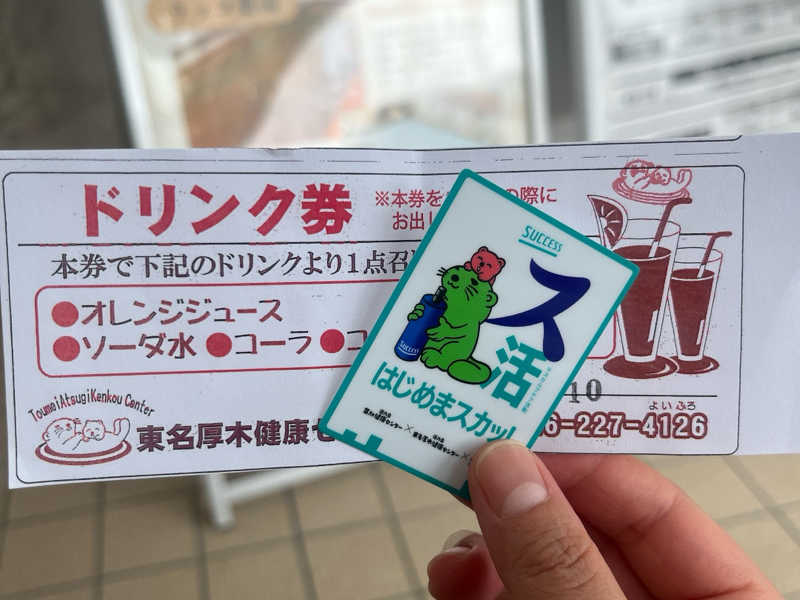 ドリンク券
※本券を の際に
お出し
本券で下記のドリンクより1点召
●オレンジジュース
●ソーダ水 ●コーラ ●コ
ToumeiAtsugiKenkou Center
東名厚木健康セ
10
よいふろ
6-227-4126
SUCCESS
ス活
SUCCESS
はじめまスカッ